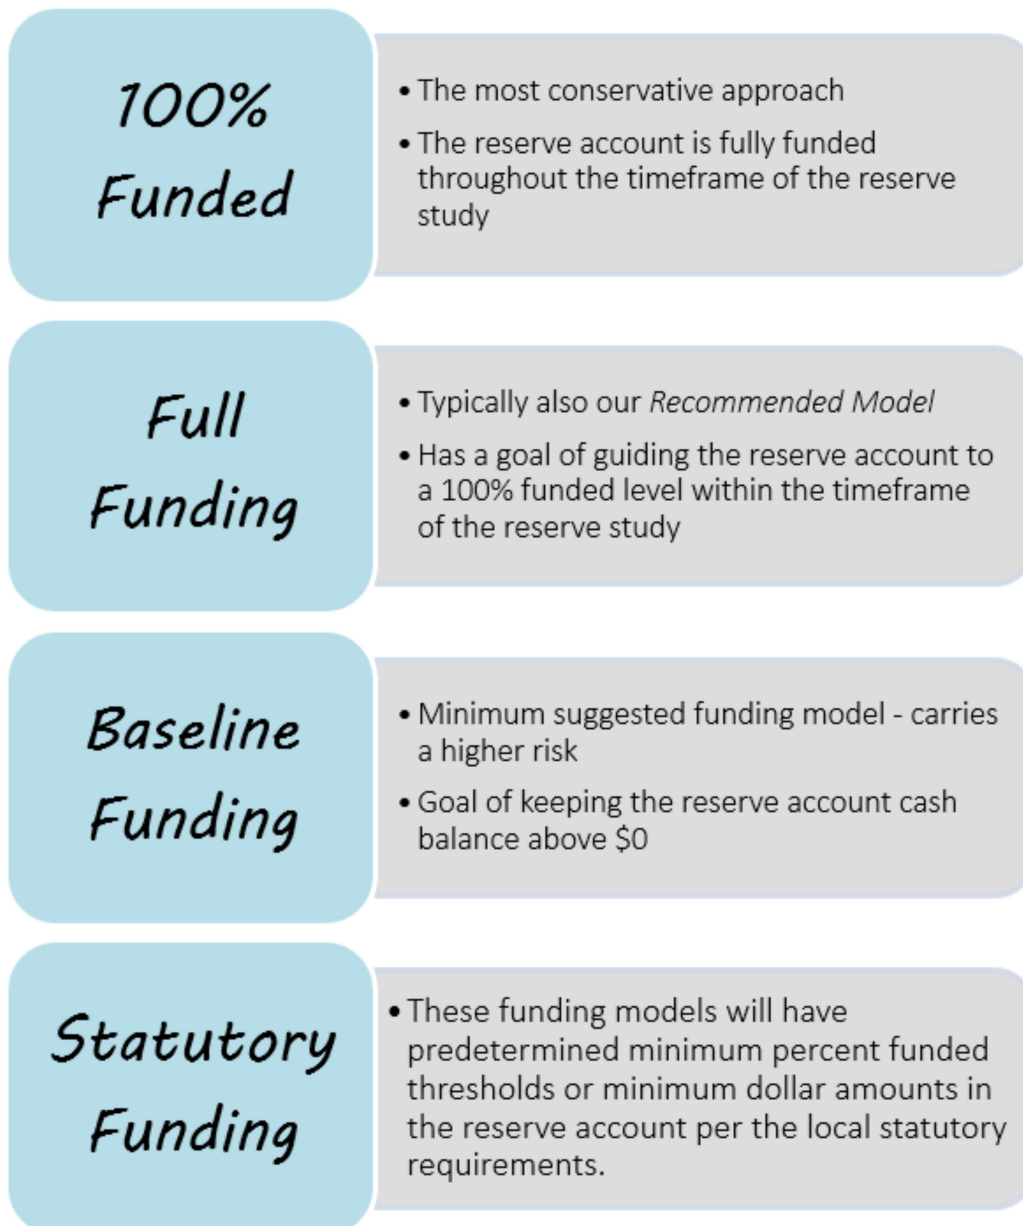 100%
Funded
• The most conservative approach
• The reserve account is fully funded
throughout the timeframe of the reserve
study
Full
Funding
• Typically also our Recommended Model
• Has a goal of guiding the reserve account to
a 100% funded level within the timeframe
of the reserve study
Baseline
Funding
• Minimum suggested funding model - carries
a higher risk
• Goal of keeping the reserve account cash
balance above $0
Statutory
Funding
• These funding models will have
predetermined minimum percent funded
thresholds or minimum dollar amounts in
the reserve account per the local statutory
requirements.